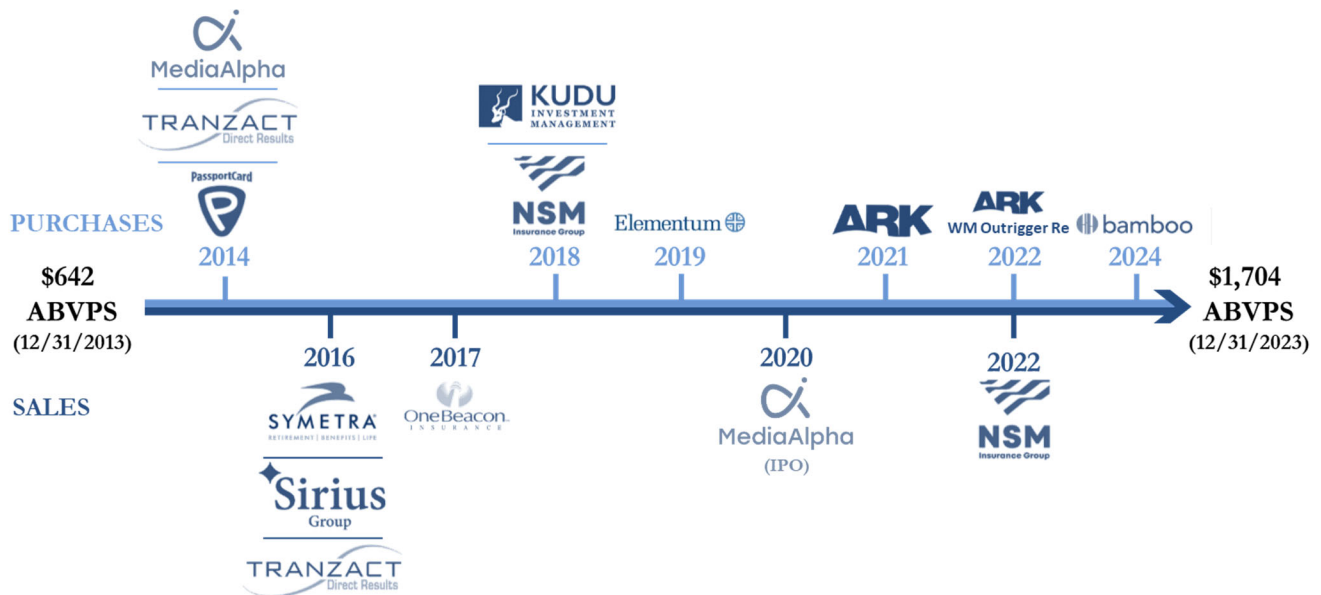 MediaAlpha
TRANZACT
Direct Results
PassportCard
PURCHASES
2014
KUDU
INVESTMENT
MANAGEMENT
NSM
Insurance Group
2018
Elementum
2019
ARK
2021
ARK
WM Outrigger Re
2022
bamboo
2024
$642
ABVPS
(12/31/2013)
$1,704
ABVPS
(12/31/2023)
SALES
2016
SYMETRA
RETIREMENT | BENEFITS | LIFE
Sirius
Group
TRANZACT
Direct Results
2017
OneBeacon
INSURANCE
2020
MediaAlpha
(IPO)
2022
NSM
Insurance Group